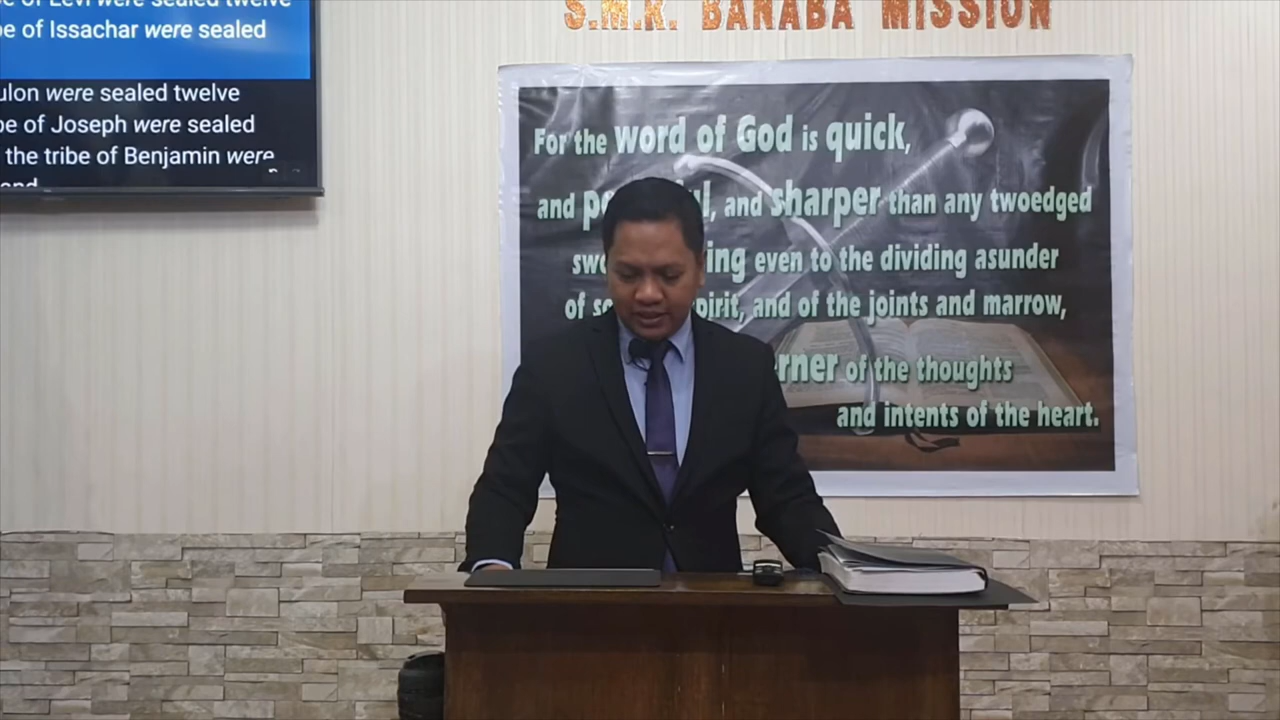 of Levi were sealed twelve
of Issachar were sealed
were sealed twelve
of Joseph were sealed
the tribe of Benjamin were
S.M.R. BANABA MISSION
For the word of God is quick,
and and sharper than any twoedged
even to the dividing asunder
of and of the joints and marrow,
of the thoughts
and intents of the heart.